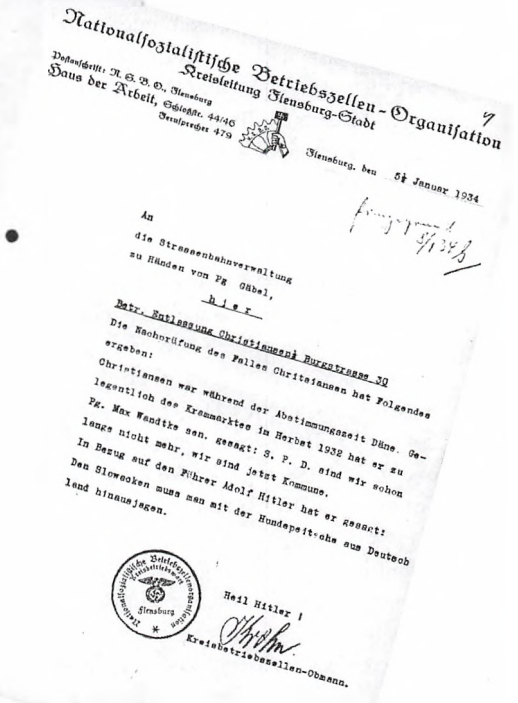 Nationalsozialistische Betriebszellen-Organisation
Kreisleitung Flensburg-Stadt
Postanschrift: N. S. B. O., Flensburg
Haus der Arbeit, Schloßstr. 44/46
Fernsprecher 479
Flensburg, den 5. Januar 1934
An
die Strassenbahnverwaltung
zu Händen von Pg Gäbel,
h i e r
Betr. Entlassung Christiansen, Burgstrasse 30
Die Nachprüfung des Falles Chritsiansen hat Folgendes
ergeben:
Christiansen war während der Abstimmungszeit Däne. Ge-
legentlich des Krammarktes im Herbst 1932 hat er zu
Pg. Max Wandtke sen. gesagt: S. P. D. sind wir schon
lange nicht mehr, wir sind jetzt Kommune.
In Bezug auf den Führer Adolf Hitler hat er gesagt:
Den Slowacken muss man mit der Hundepeitsche aus Deutsch
land hinausjagen.
Heil Hitler !
Kreisbetriebszellen-Obmann.
Nationalsozialistische Betriebszellenorganisation
Kreisbetriebswart
Flensburg